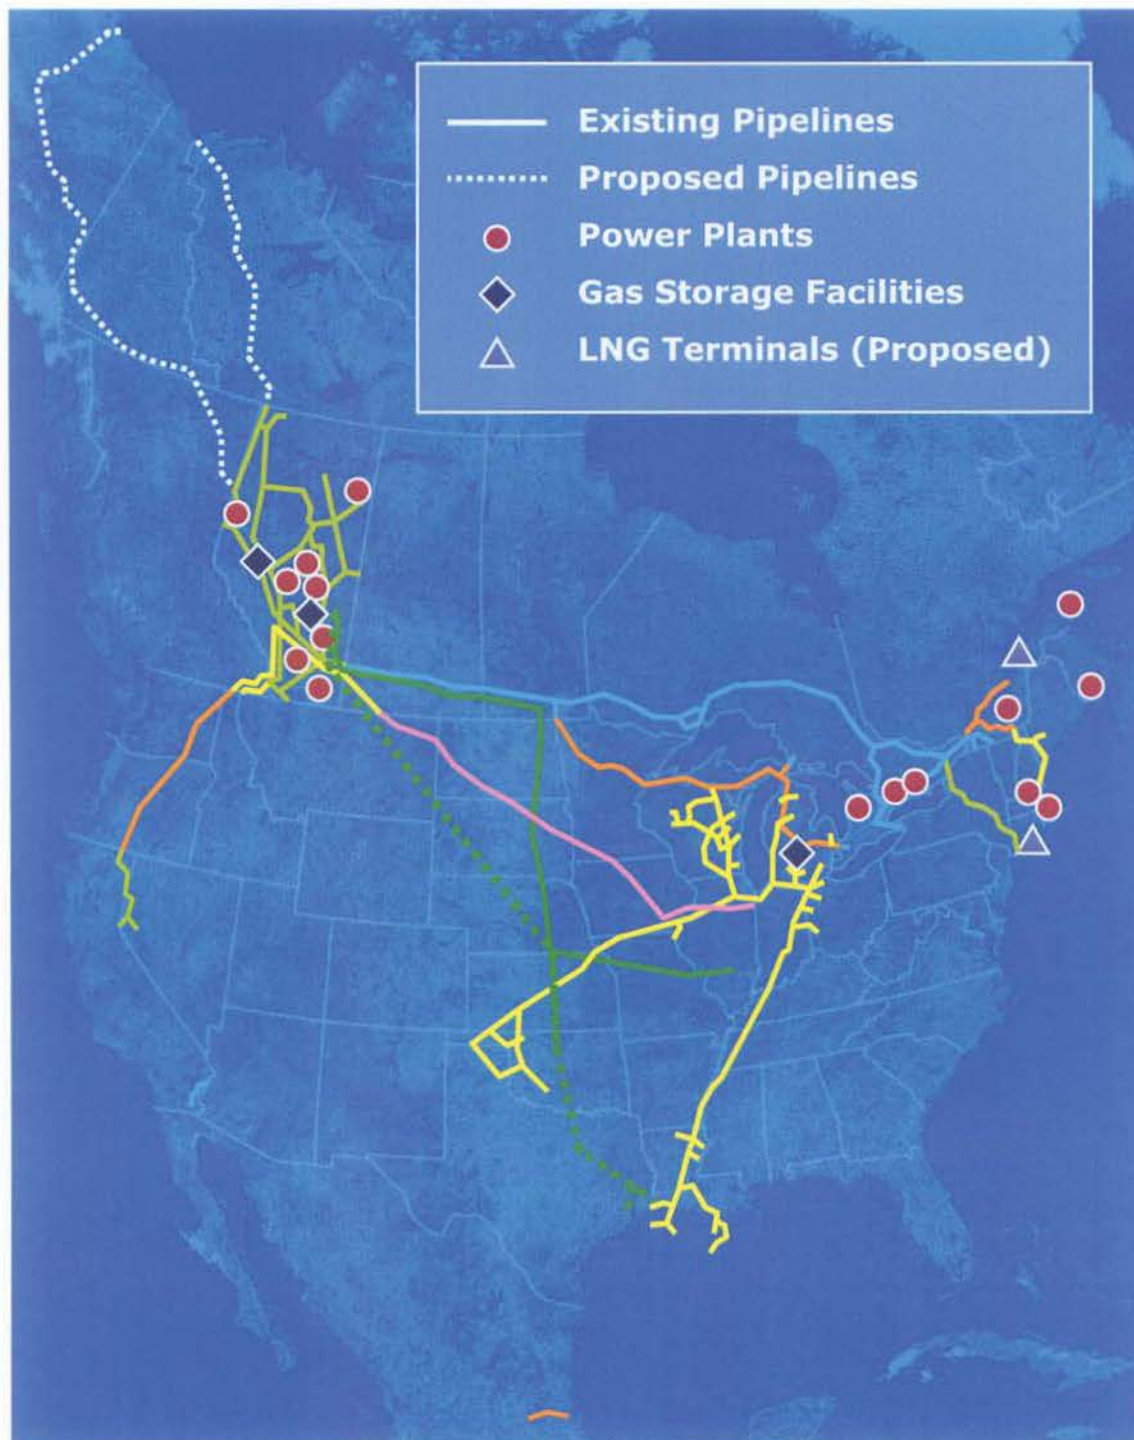 Existing Pipelines
Proposed Pipelines
Power Plants
Gas Storage Facilities
LNG Terminals (Proposed)